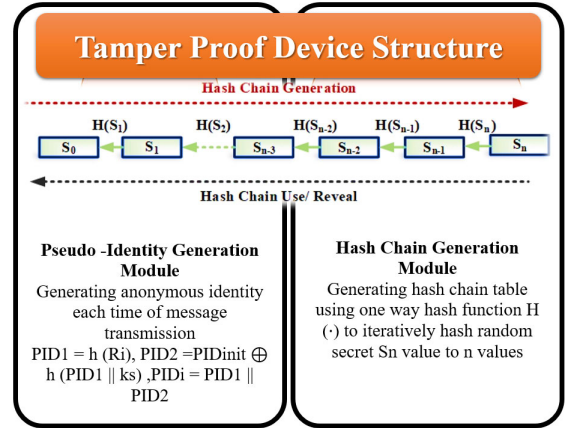 Tamper Proof Device Structure
Hash Chain Generation
H(S₁) H(S₂) H(Sₙ₋₂) H(Sₙ₋₁) H(Sₙ)
S₀ S₁ Sₙ₋₃ Sₙ₋₂ Sₙ₋₁ Sₙ
Hash Chain Use/ Reveal
Pseudo -Identity Generation
Module
Generating anonymous identity
each time of message
transmission
PID1 = h (Ri), PID2 =PIDinit ⊕
h (PID1 || ks) ,PIDi = PID1 ||
PID2
Hash Chain Generation
Module
Generating hash chain table
using one way hash function H
(·) to iteratively hash random
secret Sn value to n values